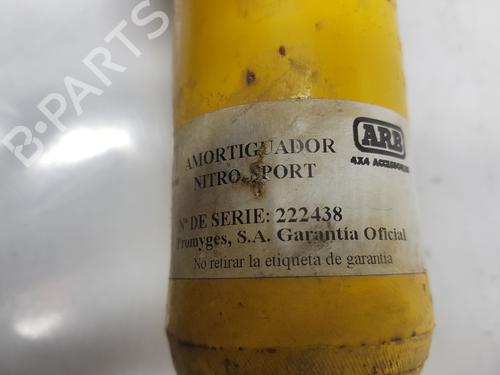 B-PARTS
AMORTIGUADOR
NITRO SPORT
ARB
4X4 ACCESSORIES
Nº DE SERIE: 222438
Promyges, S.A. Garantía Oficial
No retirar la etiqueta de garantía